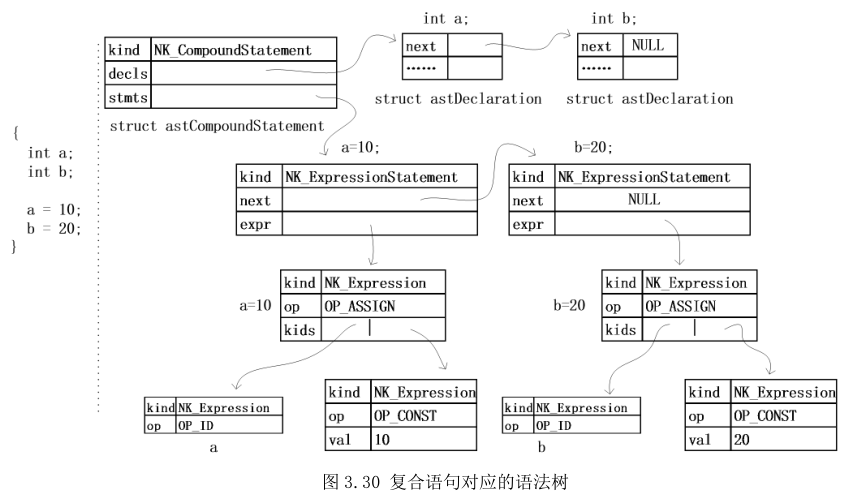 int a;
int b;
kind NK_CompoundStatement
decls
stmts
next
......
next NULL
......
struct astCompoundStatement
struct astDeclaration
struct astDeclaration
{
int a;
int b;
a = 10;
b = 20;
}
a=10;
b=20;
kind NK_ExpressionStatement
next
expr
kind NK_ExpressionStatement
next NULL
expr
a=10
kind NK_Expression
op OP_ASSIGN
kids
b=20
kind NK_Expression
op OP_ASSIGN
kids
kind NK_Expression
op OP_ID
a
kind NK_Expression
op OP_CONST
val 10
kind NK_Expression
op OP_ID
b
kind NK_Expression
op OP_CONST
val 20
图 3.30 复合语句对应的语法树